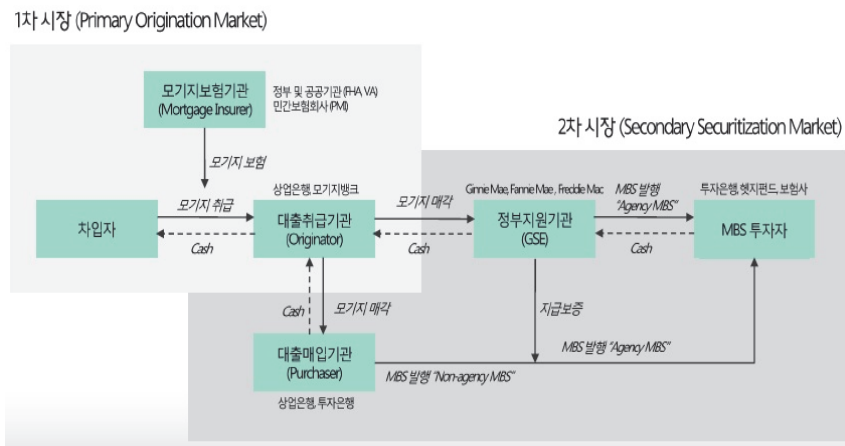 1차 시장 (Primary Origination Market)
모기지보험기관
(Mortgage Insurer)
정부 및 공공기관 (FHA VA)
민간보험회사 (PMI)
2차 시장 (Secondary Securitization Market)
모기지 보험
상업은행, 모기지뱅크
Ginnie Mae, Fannie Mae , Freddie Mac
MBS 발행
"Agency MBS"
투자은행, 헷지펀드, 보험사
차입자
모기지 취급
Cash
대출취급기관
(Originator)
모기지 매각
Cash
정부지원기관
(GSE)
Cash
MBS 투자자
Cash
모기지 매각
지급보증
대출매입기관
(Purchaser)
MBS 발행 "Non-agency MBS"
MBS 발행 "Agency MBS"
상업은행, 투자은행